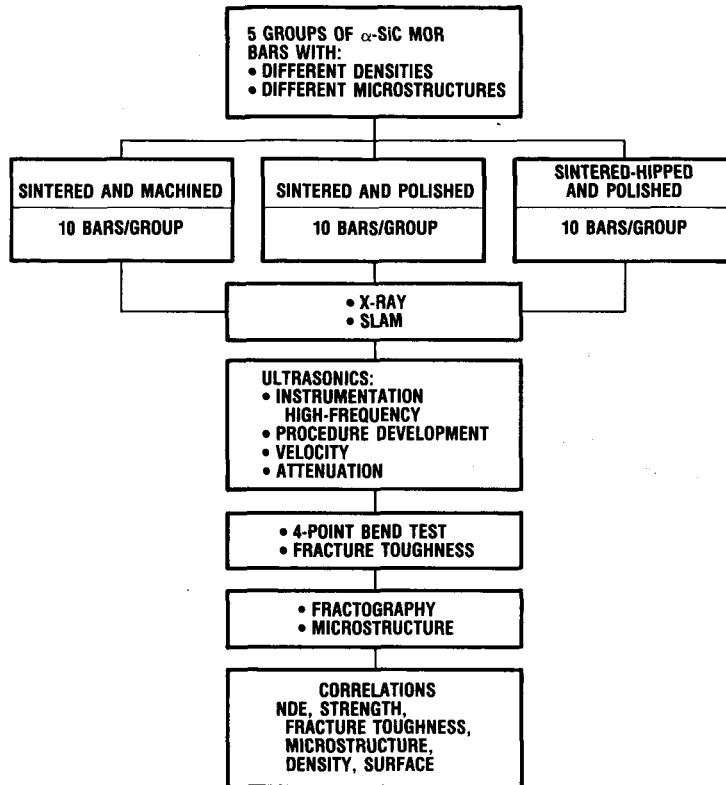 5 GROUPS OF α-SiC MOR
BARS WITH:
• DIFFERENT DENSITIES
• DIFFERENT MICROSTRUCTURES
SINTERED AND MACHINED
10 BARS/GROUP
SINTERED AND POLISHED
10 BARS/GROUP
SINTERED-HIPPED
AND POLISHED
10 BARS/GROUP
• X-RAY
• SLAM
ULTRASONICS:
• INSTRUMENTATION
HIGH-FREQUENCY
• PROCEDURE DEVELOPMENT
• VELOCITY
• ATTENUATION
• 4-POINT BEND TEST
• FRACTURE TOUGHNESS
• FRACTOGRAPHY
• MICROSTRUCTURE
CORRELATIONS
NDE, STRENGTH,
FRACTURE TOUGHNESS,
MICROSTRUCTURE,
DENSITY, SURFACE